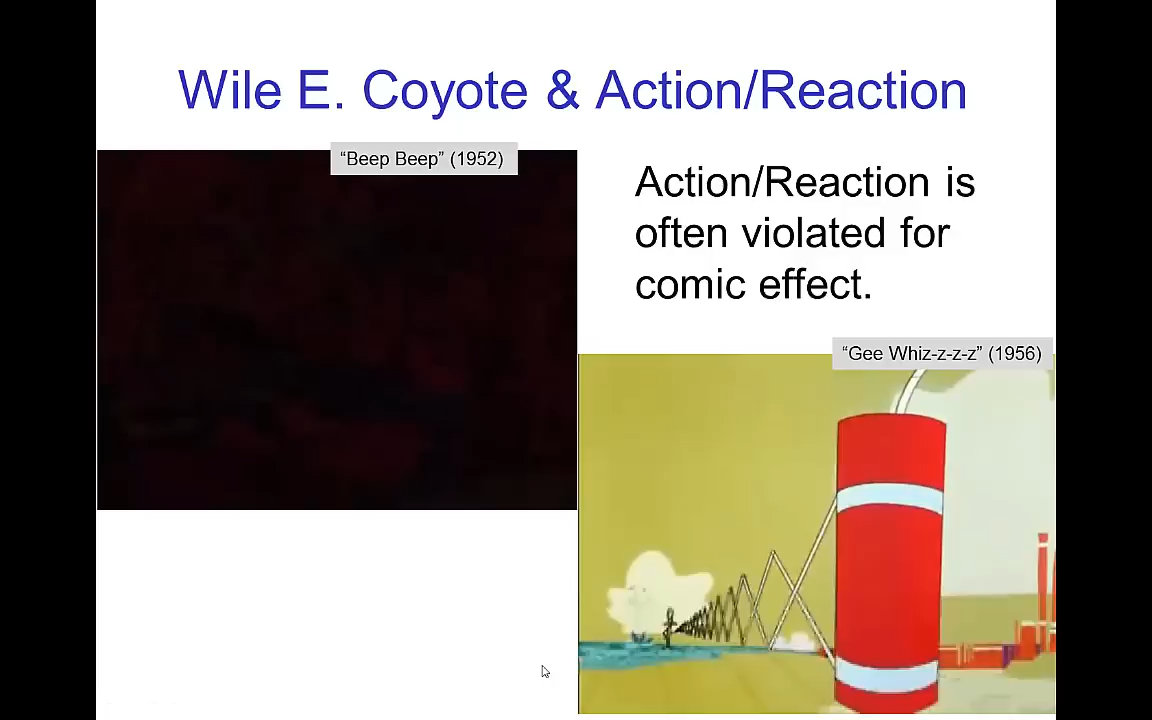 Wile E. Coyote & Action/Reaction
“Beep Beep” (1952)
Action/Reaction is
often violated for
comic effect.
“Gee Whiz-z-z-z” (1956)